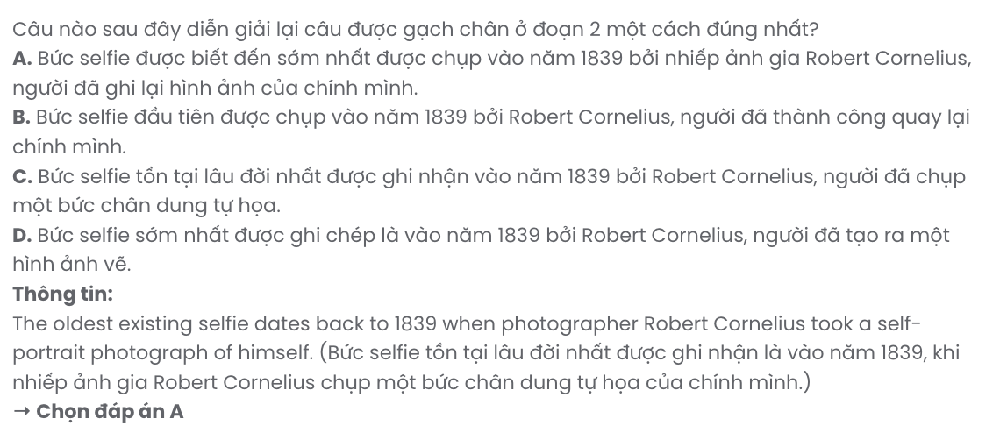 Câu nào sau đây diễn giải lại câu được gạch chân ở đoạn 2 một cách đúng nhất?
A. Bức selfie được biết đến sớm nhất được chụp vào năm 1839 bởi nhiếp ảnh gia Robert Cornelius,
người đã ghi lại hình ảnh của chính mình.
B. Bức selfie đầu tiên được chụp vào năm 1839 bởi Robert Cornelius, người đã thành công quay lại
chính mình.
C. Bức selfie tồn tại lâu đời nhất được ghi nhận vào năm 1839 bởi Robert Cornelius, người đã chụp
một bức chân dung tự họa.
D. Bức selfie sớm nhất được ghi chép là vào năm 1839 bởi Robert Cornelius, người đã tạo ra một
hình ảnh vẽ.
Thông tin:
The oldest existing selfie dates back to 1839 when photographer Robert Cornelius took a self-
portrait photograph of himself. (Bức selfie tồn tại lâu đời nhất được ghi nhận là vào năm 1839, khi
nhiếp ảnh gia Robert Cornelius chụp một bức chân dung tự họa của chính mình.)
→ Chọn đáp án A